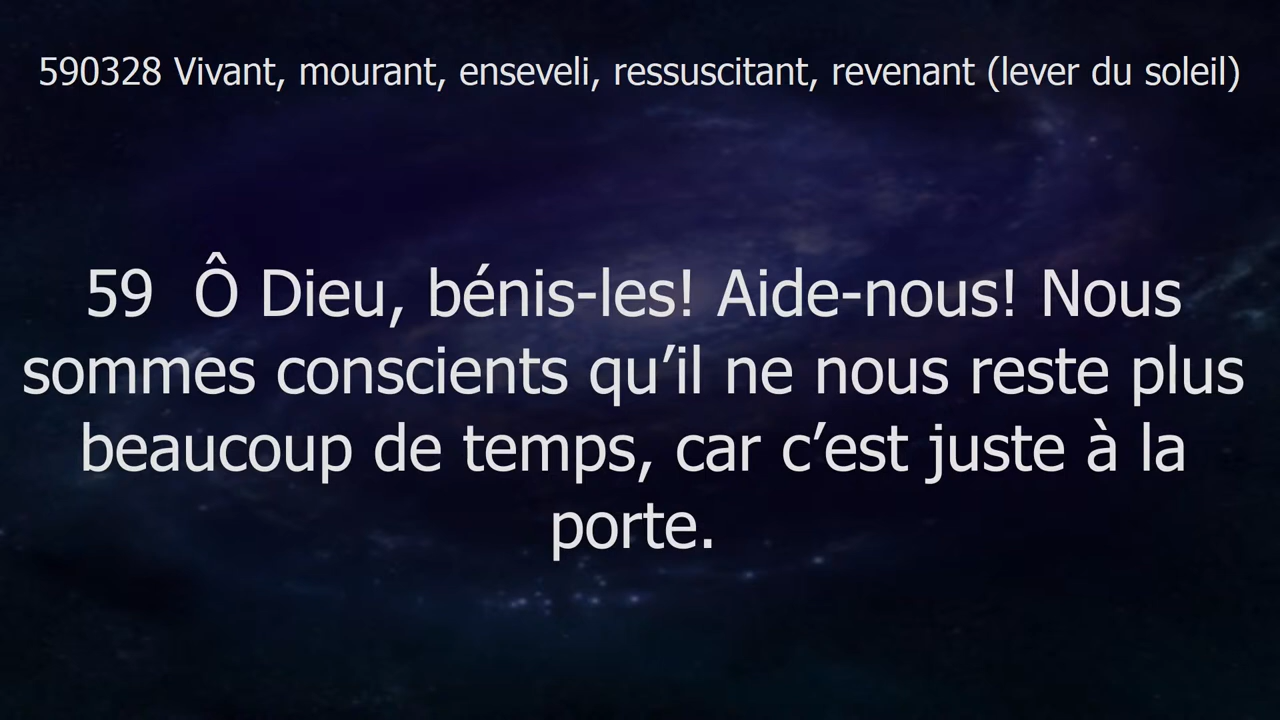 590328 Vivant, mourant, enseveli, ressuscitant, revenant (lever du soleil)
59 Ô Dieu, bénis-les! Aide-nous! Nous
sommes conscients qu’il ne nous reste plus
beaucoup de temps, car c’est juste à la
porte.